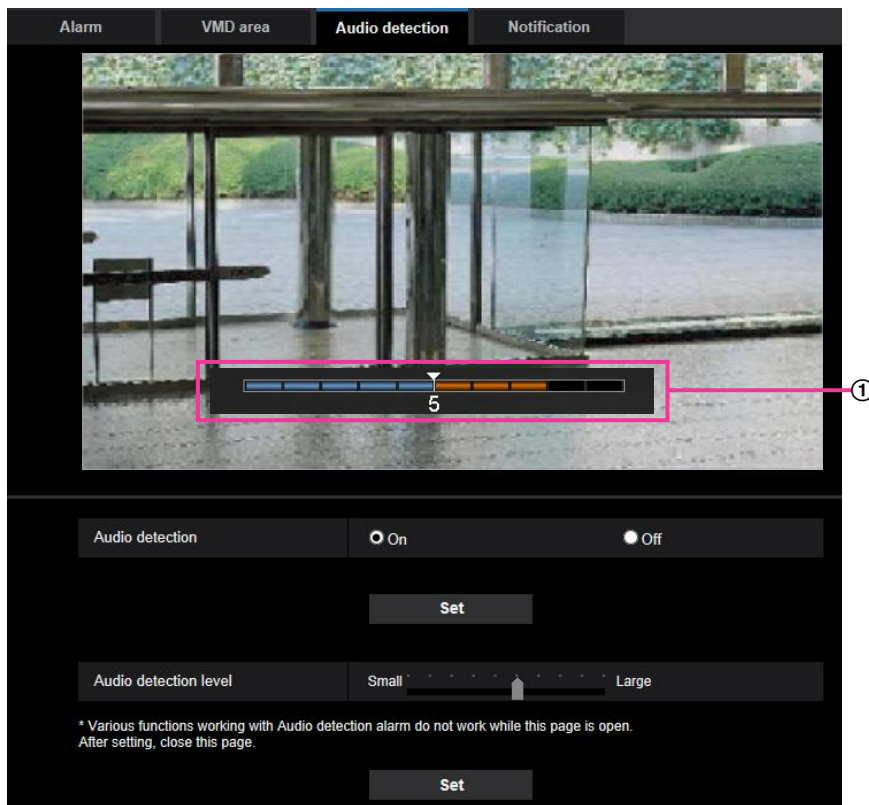 Alarm VMD area Audio detection Notification
5
①
Audio detection On Off
Set
Audio detection level Small Large
* Various functions working with Audio detection alarm do not work while this page is open.
After setting, close this page.
Set